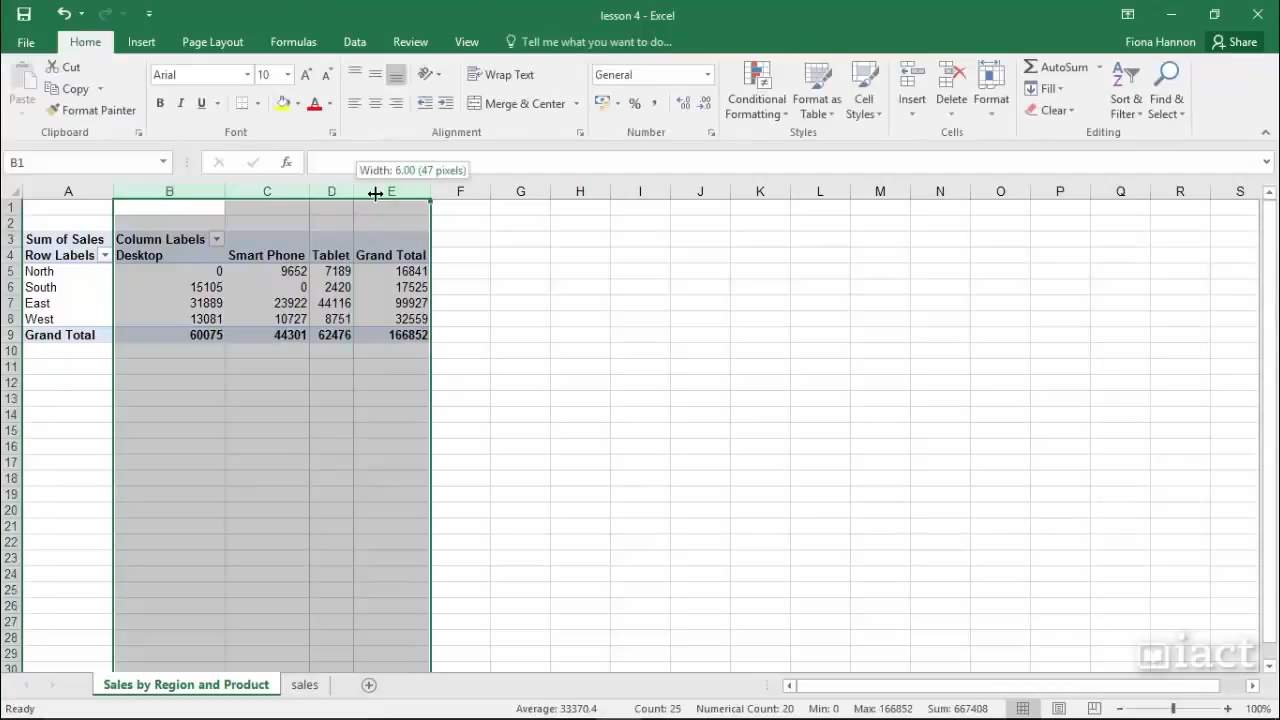 lesson 4 - Excel
File Home Insert Page Layout Formulas Data Review View Tell me what you want to do... Fiona Hannon Share
Paste Cut Copy Format Painter Clipboard
Arial 10 A A B I U A Font
Wrap Text Merge & Center Alignment
General % , Number
Conditional Formatting Format as Table Cell Styles Styles
Insert Delete Format Cells
AutoSum Fill Clear Sort & Filter Find & Select Editing
B1 fx
Width: 6.00 (47 pixels)
A B C D E F G H I J K L M N O P Q R S
1
2
3 Sum of Sales Column Labels
4 Row Labels Desktop Smart Phone Tablet Grand Total
5 North 0 9652 7189 16841
6 South 15105 0 2420 17525
7 East 31889 23922 44116 99927
8 West 13081 10727 8751 32559
9 Grand Total 60075 44301 62476 166852
10
11
12
13
14
15
16
17
18
19
20
21
22
23
24
25
26
27
28
29
30
iact
Sales by Region and Product sales
Ready Average: 33370.4 Count: 25 Numerical Count: 20 Min: 0 Max: 166852 Sum: 667408 100%